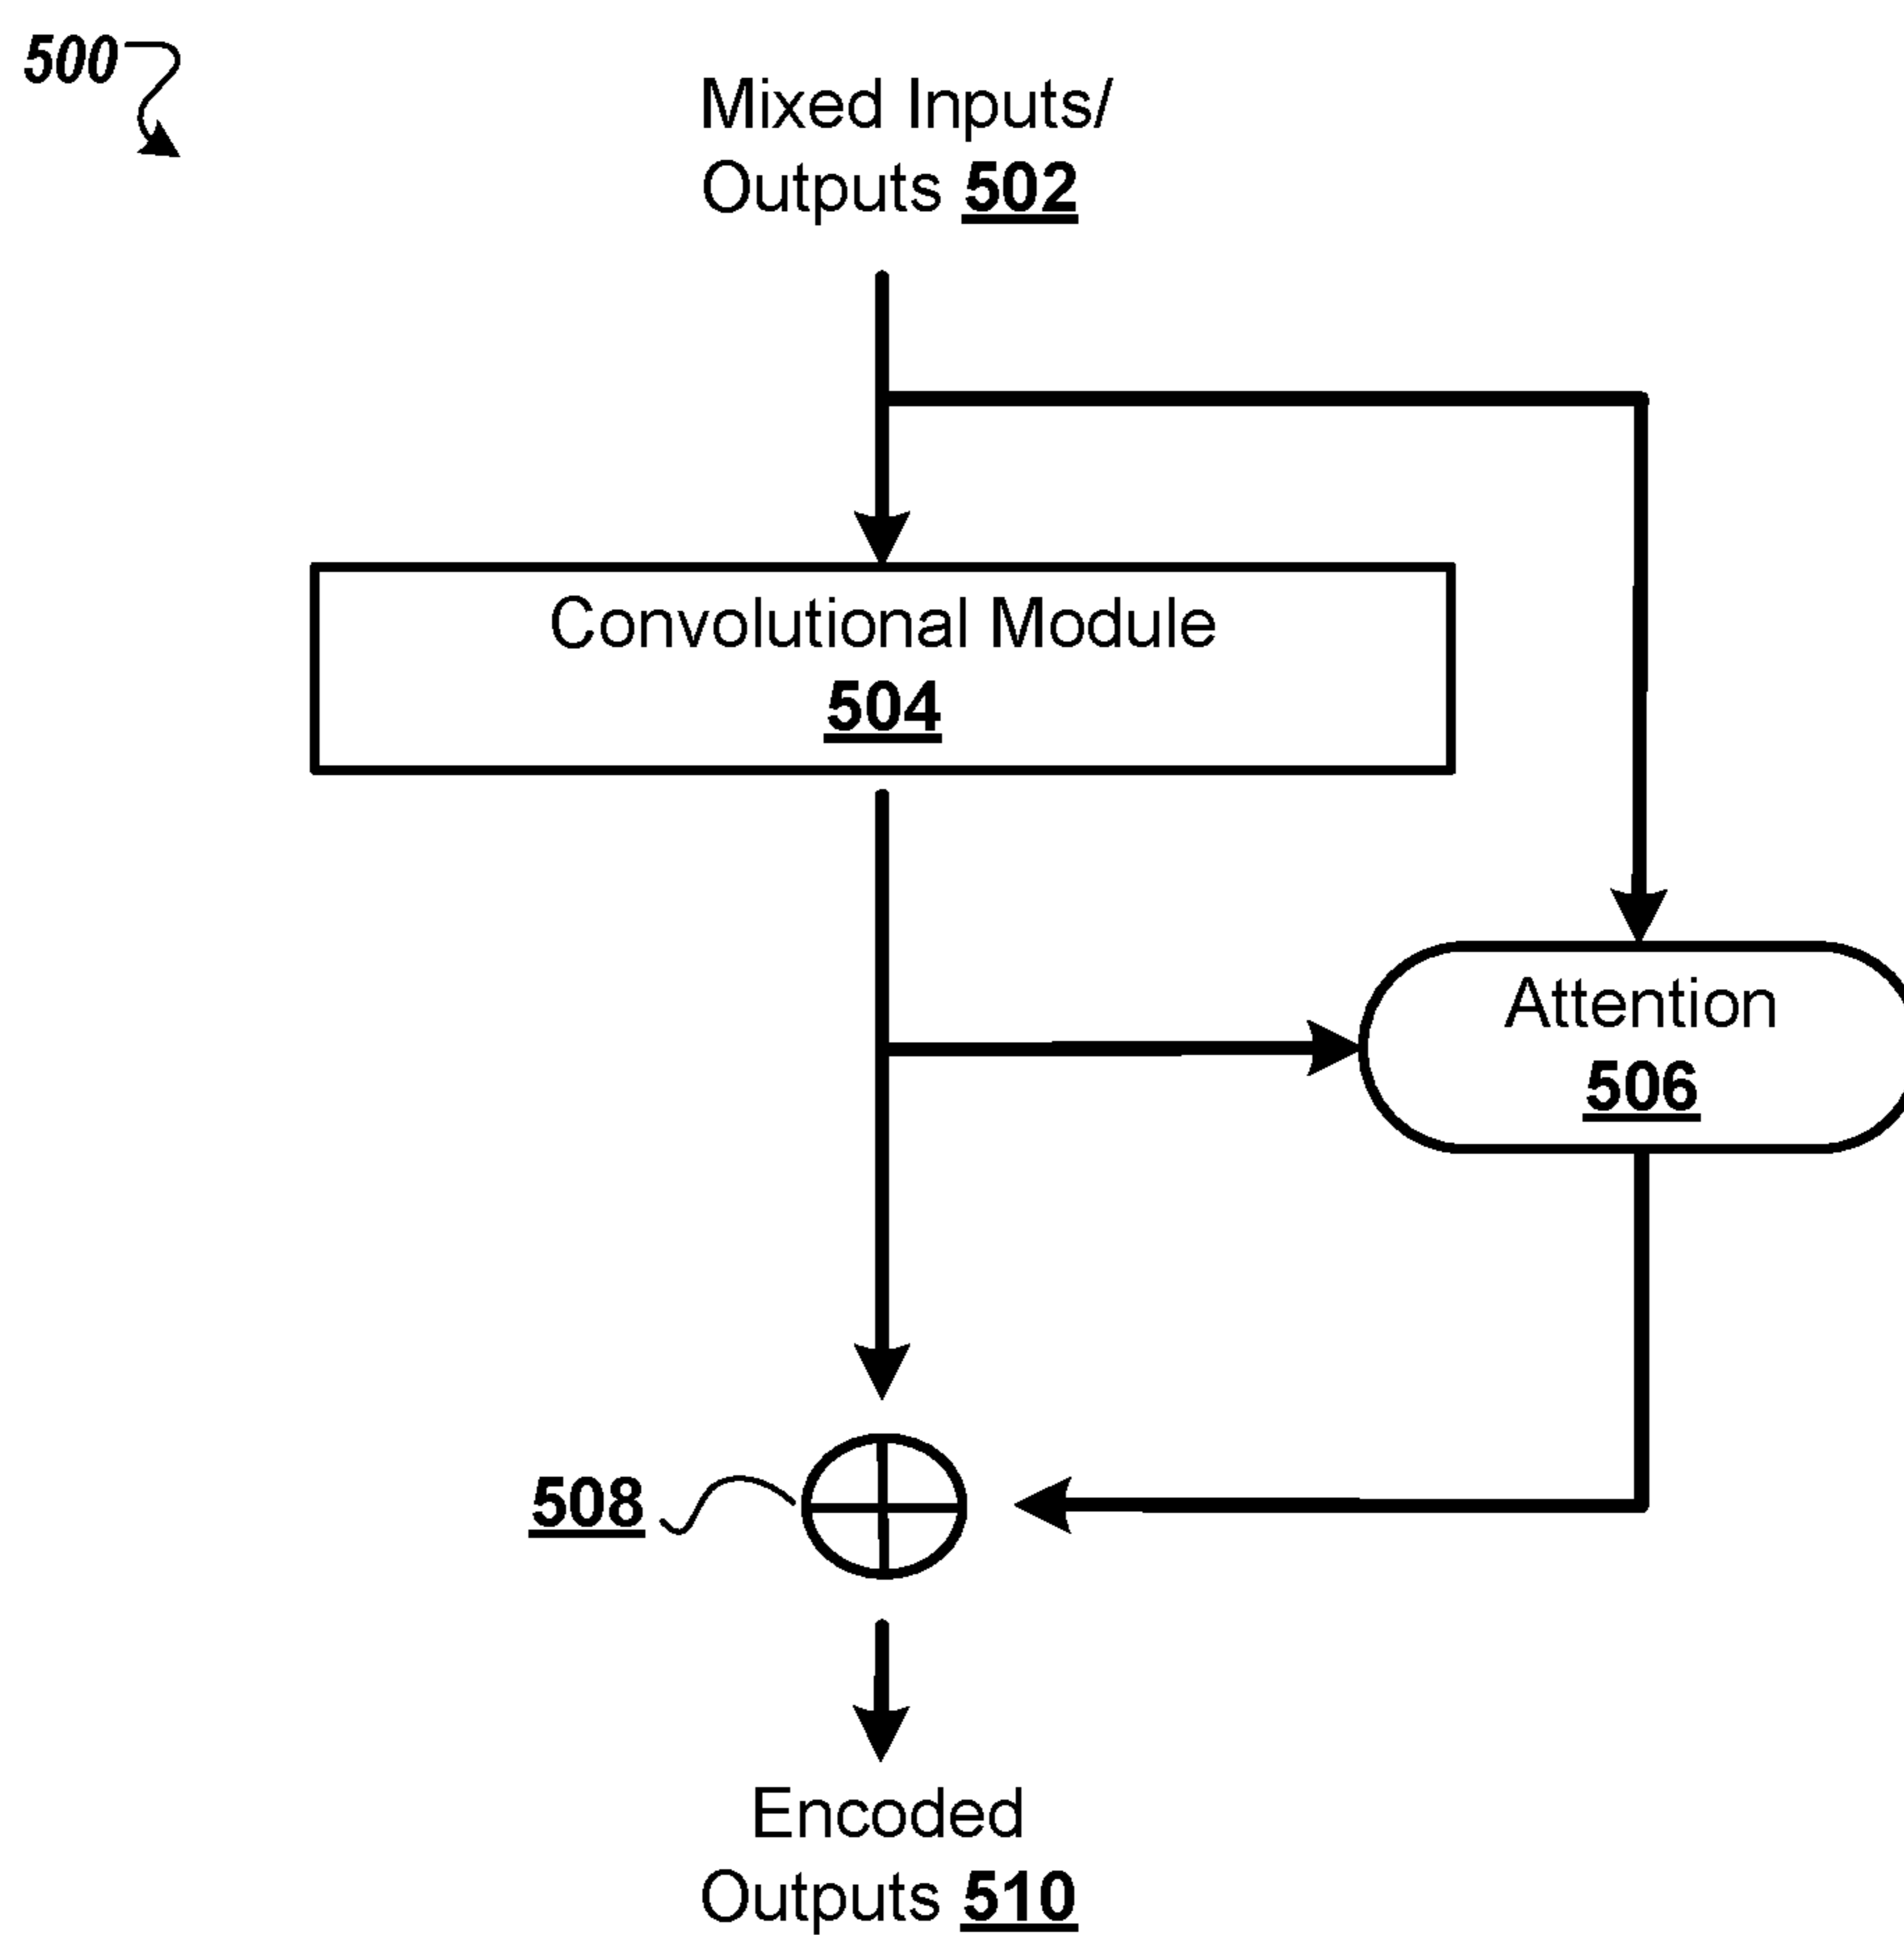 500
Mixed Inputs/
Outputs 502
Convolutional Module
504
Attention
506
508
Encoded
Outputs 510